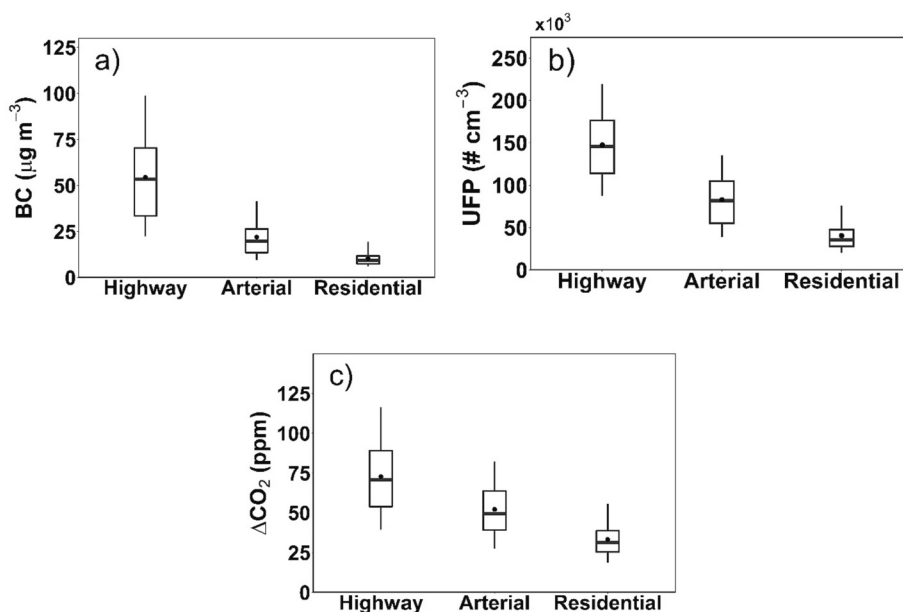 a)
BC (μg m⁻³)
125
100
75
50
25
0
Highway Arterial Residential
×10³
b)
UFP (# cm⁻³)
250
200
150
100
50
0
Highway Arterial Residential
c)
ΔCO₂ (ppm)
125
100
75
50
25
0
Highway Arterial Residential